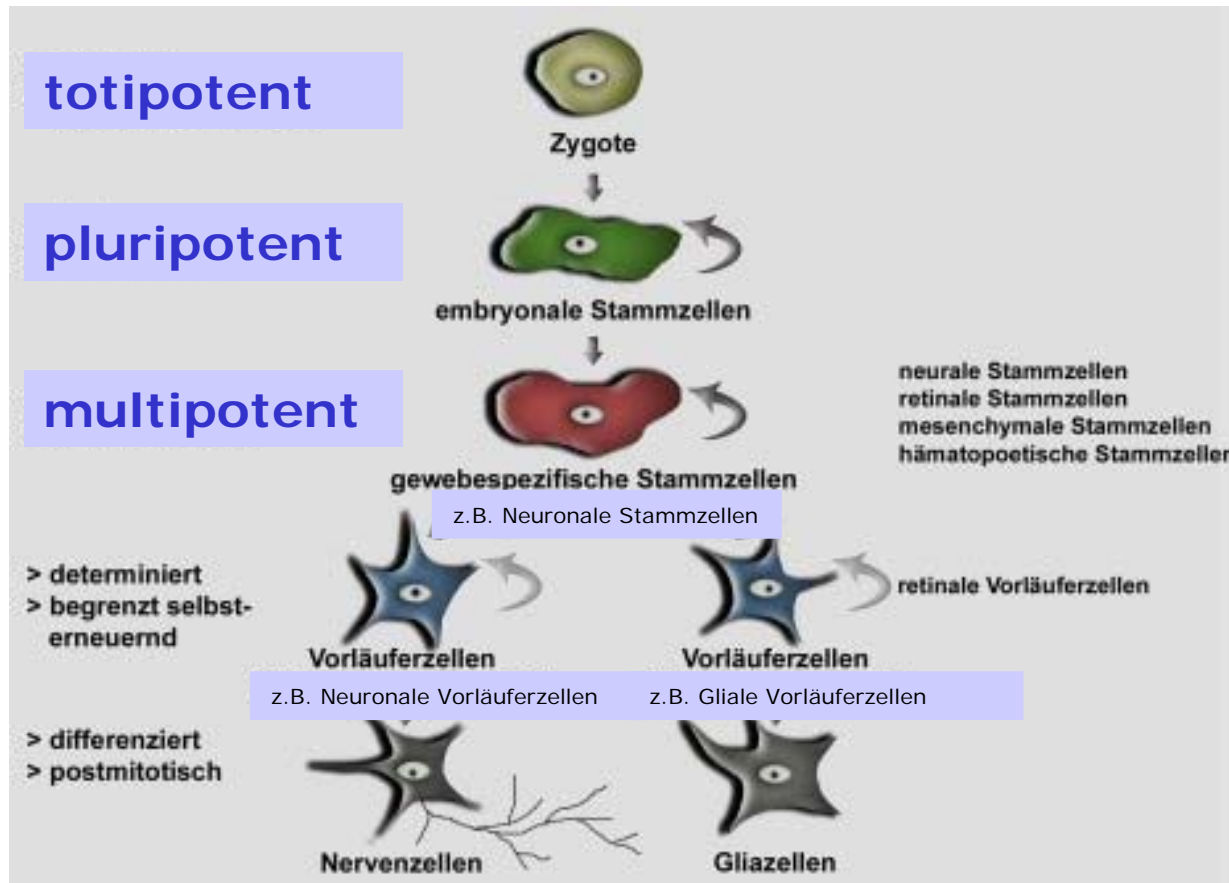 totipotent
Zygote
pluripotent
embryonale Stammzellen
multipotent
neurale Stammzellen
retinale Stammzellen
mesenchymale Stammzellen
hämatopoetische Stammzellen
gewebespezifische Stammzellen
z.B. Neuronale Stammzellen
> determiniert
> begrenzt selbst-
erneuernd
retinale Vorläuferzellen
Vorläuferzellen
Vorläuferzellen
z.B. Neuronale Vorläuferzellen
z.B. Gliale Vorläuferzellen
> differenziert
> postmitotisch
Nervenzellen
Gliazellen